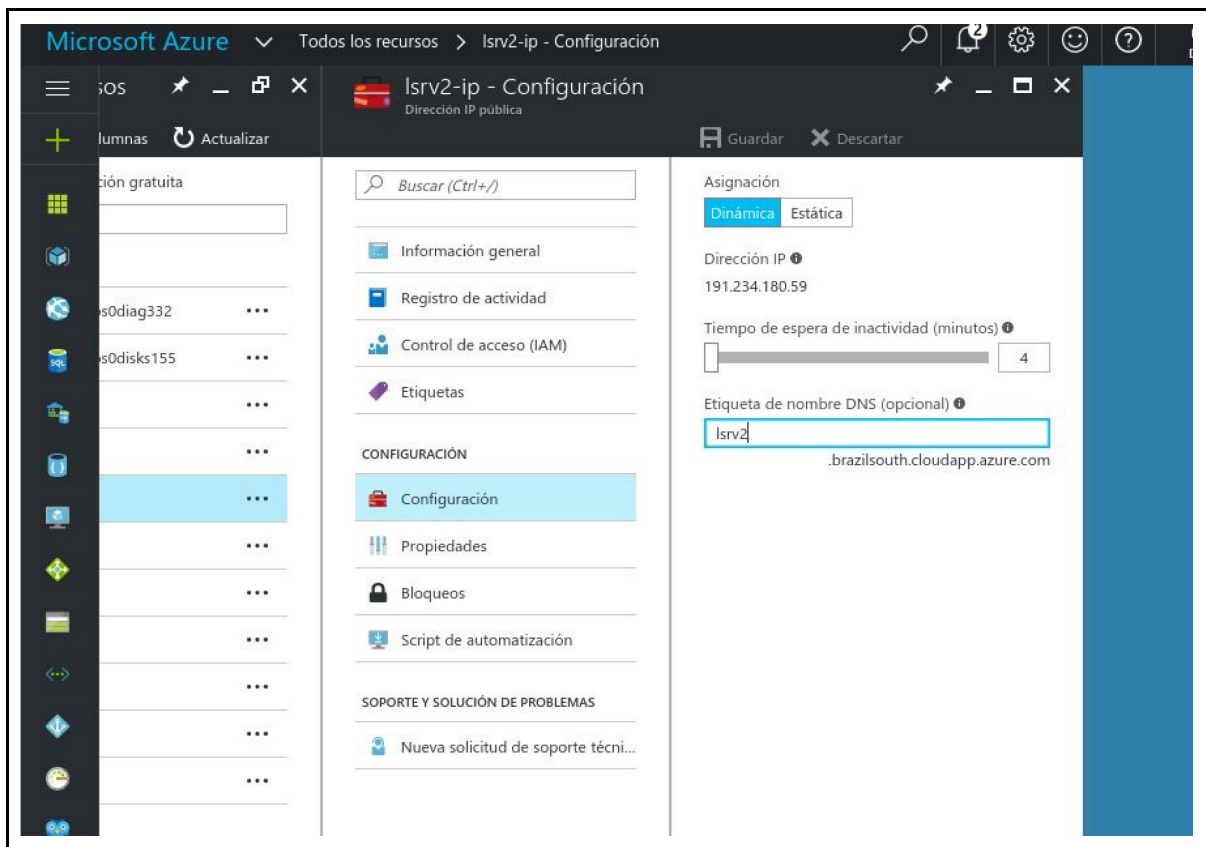 Microsoft Azure Todos los recursos > lsrv2-ip - Configuración 2
sos
lumnas Actualizar
ción gratuita
s0diag332
s0disks155
lsrv2-ip - Configuración
Dirección IP pública
Buscar (Ctrl+/)
Información general
Registro de actividad
Control de acceso (IAM)
Etiquetas
CONFIGURACIÓN
Configuración
Propiedades
Bloqueos
Script de automatización
SOPORTE Y SOLUCIÓN DE PROBLEMAS
Nueva solicitud de soporte técni...
Guardar Descartar
Asignación
Dinámica Estática
Dirección IP
191.234.180.59
Tiempo de espera de inactividad (minutos)
4
Etiqueta de nombre DNS (opcional)
lsrv2
.brazilsouth.cloudapp.azure.com
SQL